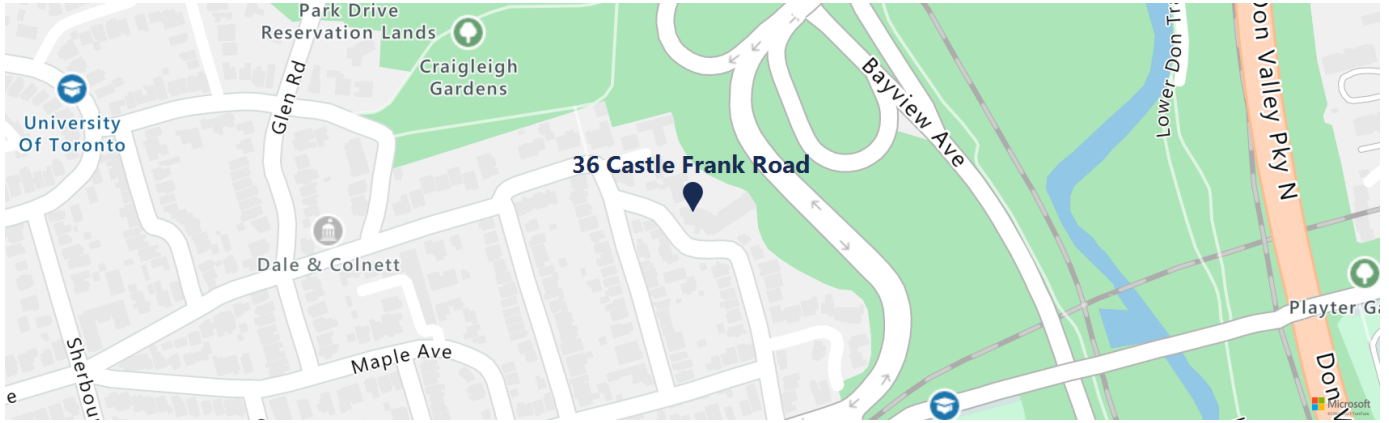 Park Drive
Reservation Lands
Craigleigh
Gardens
Glen Rd
University
Of Toronto
Bayview Ave
Lower Don Tr
Don Valley Pky N
36 Castle Frank Road
Dale & Colnett
Playter Ga
Maple Ave
Sherbou
e
Don V
Microsoft